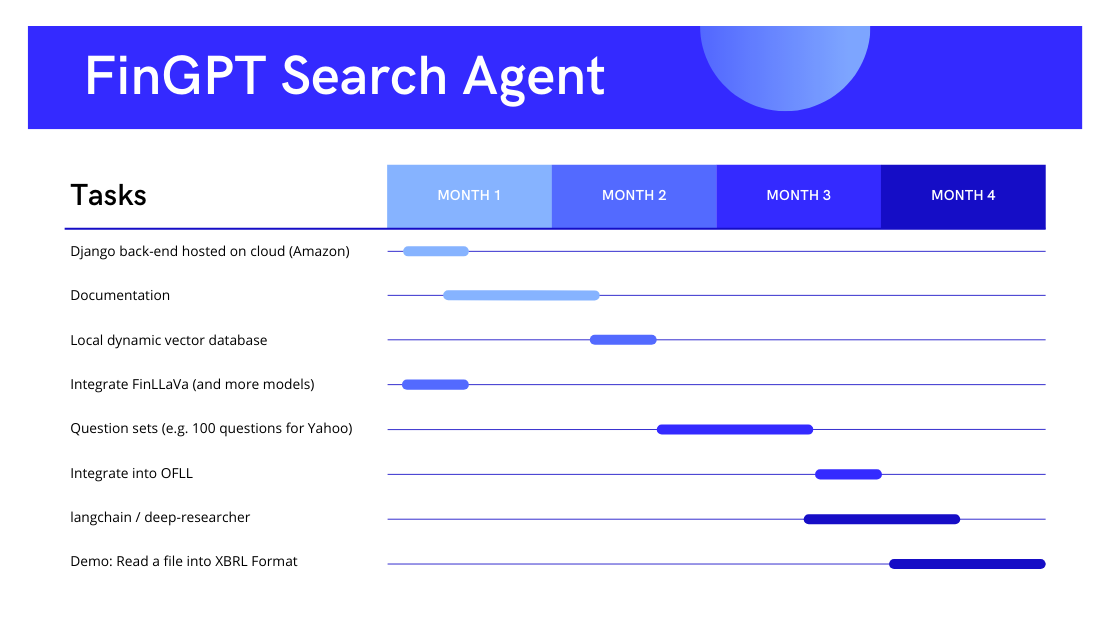 FinGPT Search Agent
Tasks
MONTH 1
MONTH 2
MONTH 3
MONTH 4
Django back-end hosted on cloud (Amazon)
Documentation
Local dynamic vector database
Integrate FinLLaVa (and more models)
Question sets (e.g. 100 questions for Yahoo)
Integrate into OFLL
langchain / deep-researcher
Demo: Read a file into XBRL Format